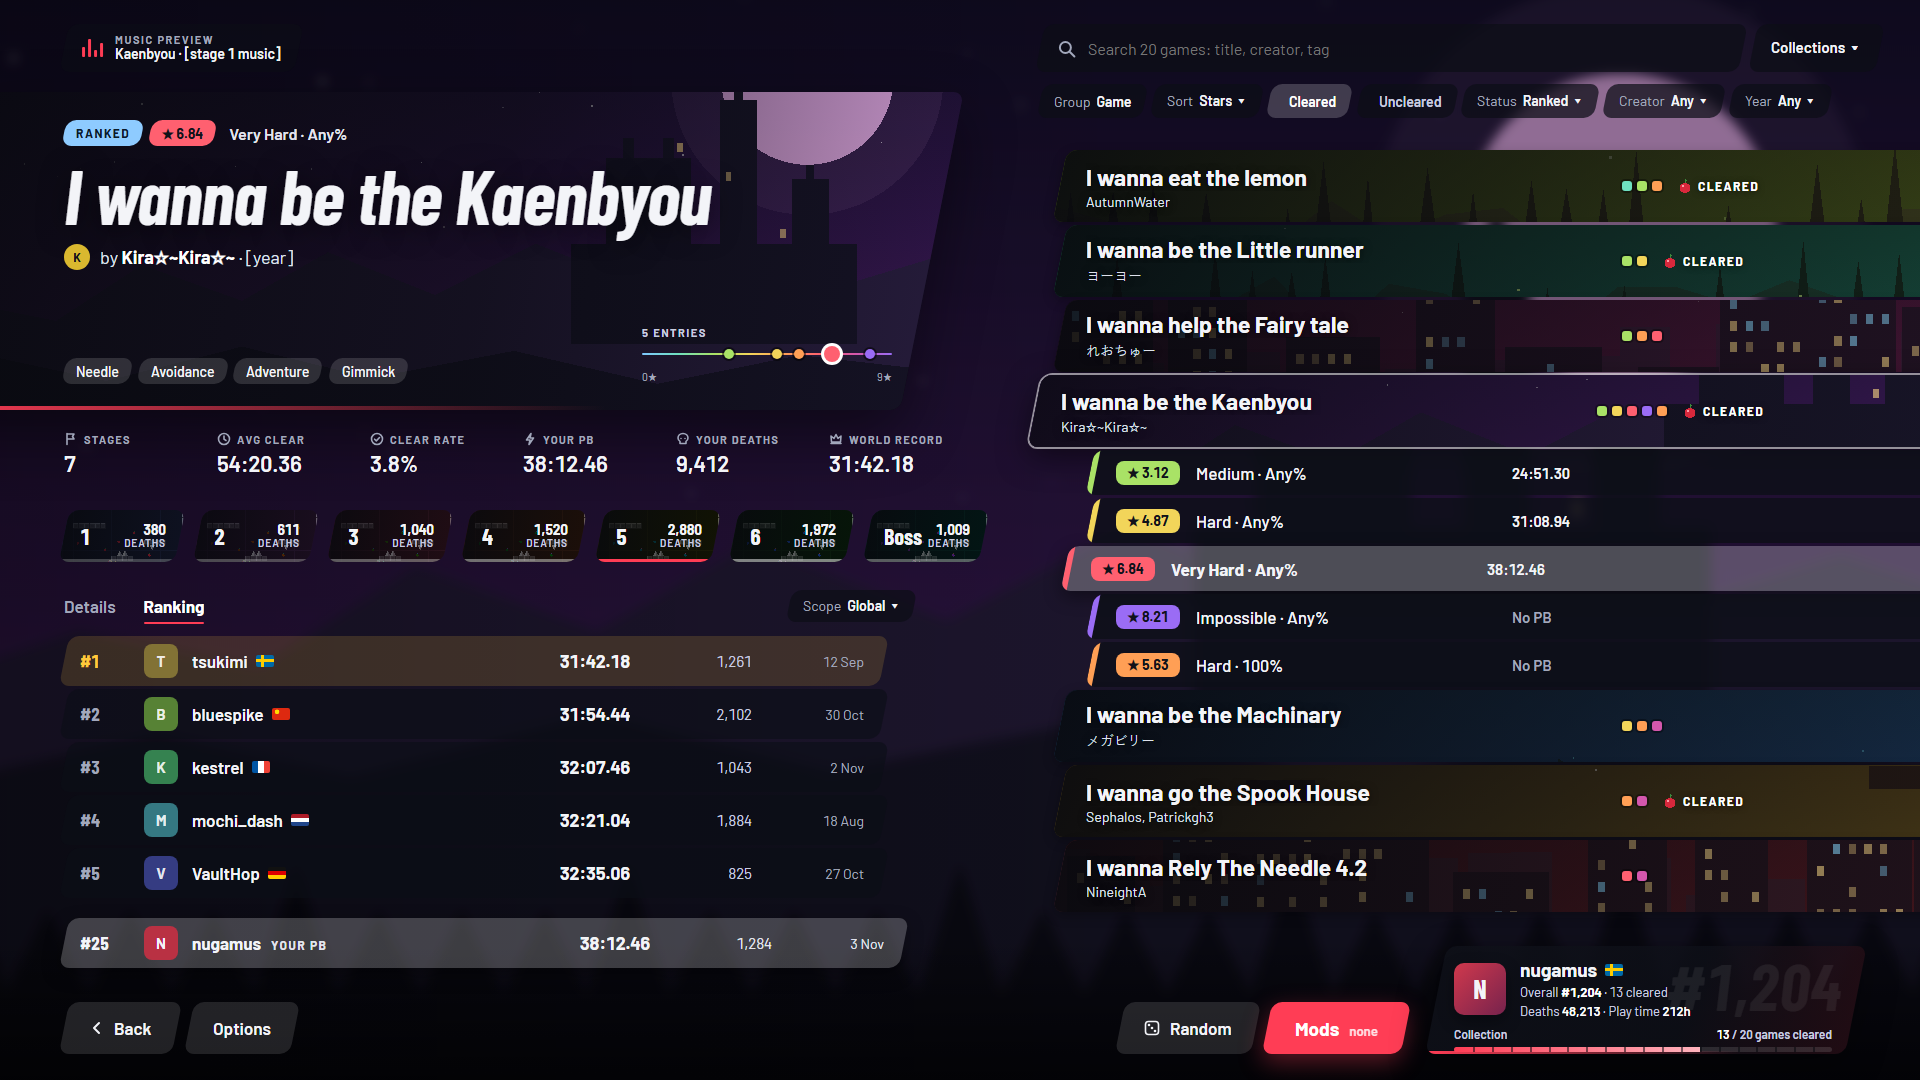 MUSIC PREVIEW
Kaenbyou · [stage 1 music]
RANKED ★ 6.84 Very Hard · Any%
I wanna be the Kaenbyou
K by Kira☆~Kira☆~ · [year]
5 ENTRIES
0★ 9★
Needle Avoidance Adventure Gimmick
STAGES AVG CLEAR CLEAR RATE YOUR PB YOUR DEATHS WORLD RECORD
7 54:20.36 3.8% 38:12.46 9,412 31:42.18
1 380 DEATHS
2 611 DEATHS
3 1,040 DEATHS
4 1,520 DEATHS
5 2,880 DEATHS
6 1,972 DEATHS
Boss 1,009 DEATHS
Details Ranking Scope Global
#1 T tsukimi 31:42.18 1,261 12 Sep
#2 B bluespike 31:54.44 2,102 30 Oct
#3 K kestrel 32:07.46 1,043 2 Nov
#4 M mochi_dash 32:21.04 1,884 18 Aug
#5 V VaultHop 32:35.06 825 27 Oct
#25 N nugamus YOUR PB 38:12.46 1,284 3 Nov
Back Options
Search 20 games: title, creator, tag
Collections
Group Game Sort Stars Cleared Uncleared Status Ranked Creator Any Year Any
I wanna eat the lemon
AutumnWater
CLEARED
I wanna be the Little runner
ヨーヨー
CLEARED
I wanna help the Fairy tale
れおちゅー
I wanna be the Kaenbyou
Kira☆~Kira☆~
CLEARED
★ 3.12 Medium · Any% 24:51.30
★ 4.87 Hard · Any% 31:08.94
★ 6.84 Very Hard · Any% 38:12.46
★ 8.21 Impossible · Any% No PB
★ 5.63 Hard · 100% No PB
I wanna be the Machinary
メガビリー
I wanna go the Spook House
Sephalos, Patrickgh3
CLEARED
I wanna Rely The Needle 4.2
NineightA
Random Mods none
N nugamus
#1,204
Overall #1,204 · 13 cleared
Deaths 48,213 · Play time 212h
Collection 13 / 20 games cleared